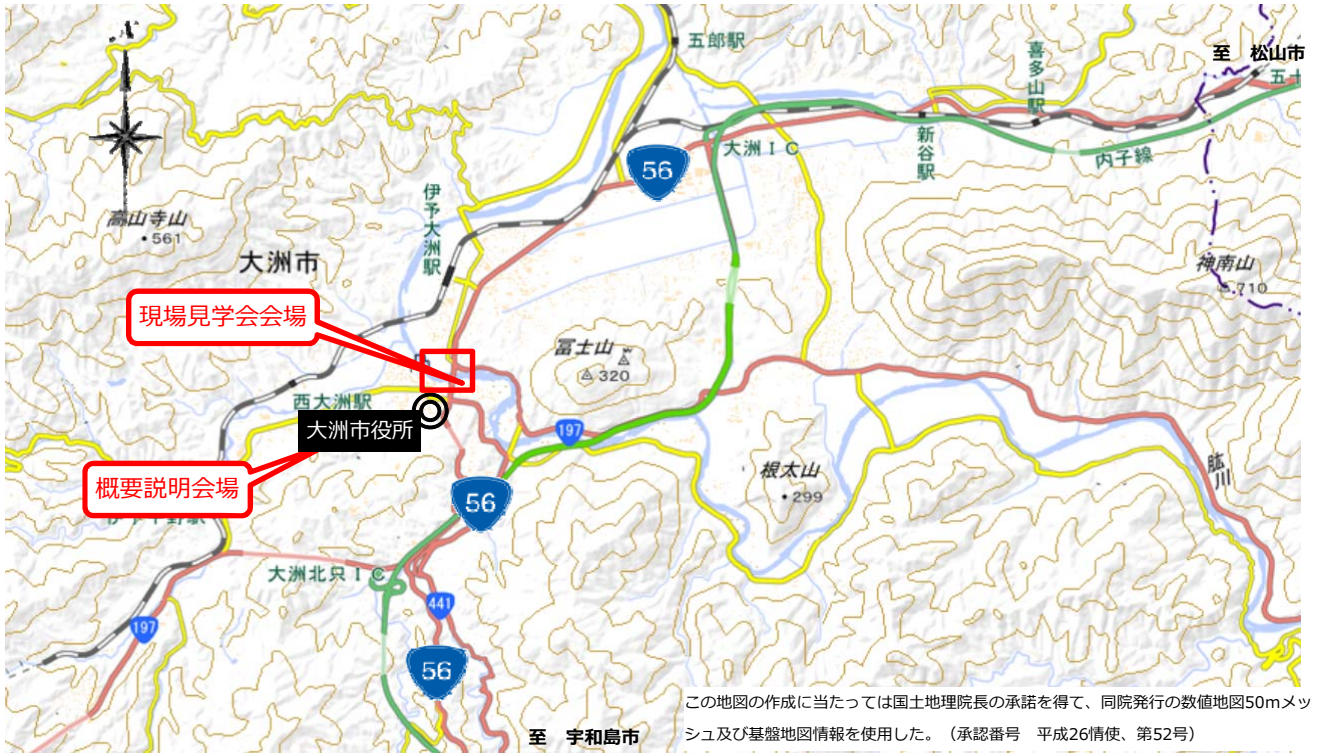 五郎駅
至 松山市
喜多山駅
五十
大洲ＩＣ
新谷駅
56
内子線
伊予大洲駅
高山寺山
561
大洲市
神南山
710
現場見学会会場
冨士山
320
西大洲駅
大洲市役所
197
概要説明会場
根太山
299
肱川
56
大洲北只ＩＣ
441
197
56
この地図の作成に当たっては国土地理院長の承諾を得て、同院発行の数値地図50mメッ
シュ及び基盤地図情報を使用した。（承認番号　平成26情使、第52号）
至 宇和島市